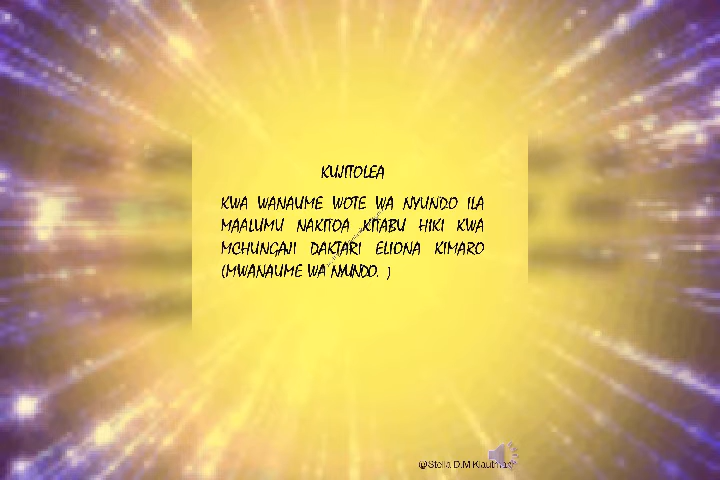 KUJITOLEA
KWA WANAUME WOTE WA NYUNDO ILA
MAALUMU NAKITOA KITABU HIKI KWA
MCHUNGAJI DAKTARI ELIONA KIMARO
(MWANAUME WA NYUNDO. )
@Stella D.M